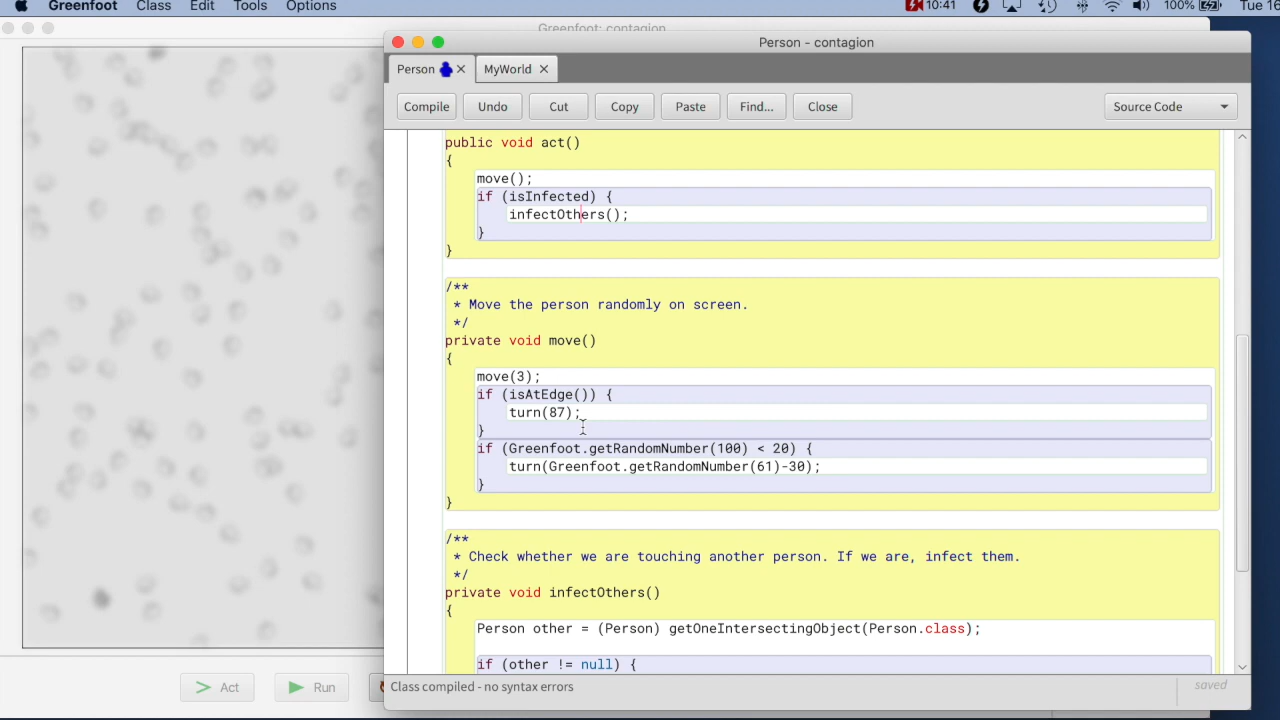 Greenfoot Class Edit Tools Options 10:41 100% Tue 16
Greenfoot: contagion
Person - contagion
Person MyWorld
Compile Undo Cut Copy Paste Find... Close Source Code
public void act()
{
move();
if (isInfected) {
infectOthers();
}
}
/**
* Move the person randomly on screen.
*/
private void move()
{
move(3);
if (isAtEdge()) {
turn(87);
}
if (Greenfoot.getRandomNumber(100) < 20) {
turn(Greenfoot.getRandomNumber(61)-30);
}
}
/**
* Check whether we are touching another person. If we are, infect them.
*/
private void infectOthers()
{
Person other = (Person) getOneIntersectingObject(Person.class);
if (other != null) {
Act Run
Class compiled - no syntax errors saved